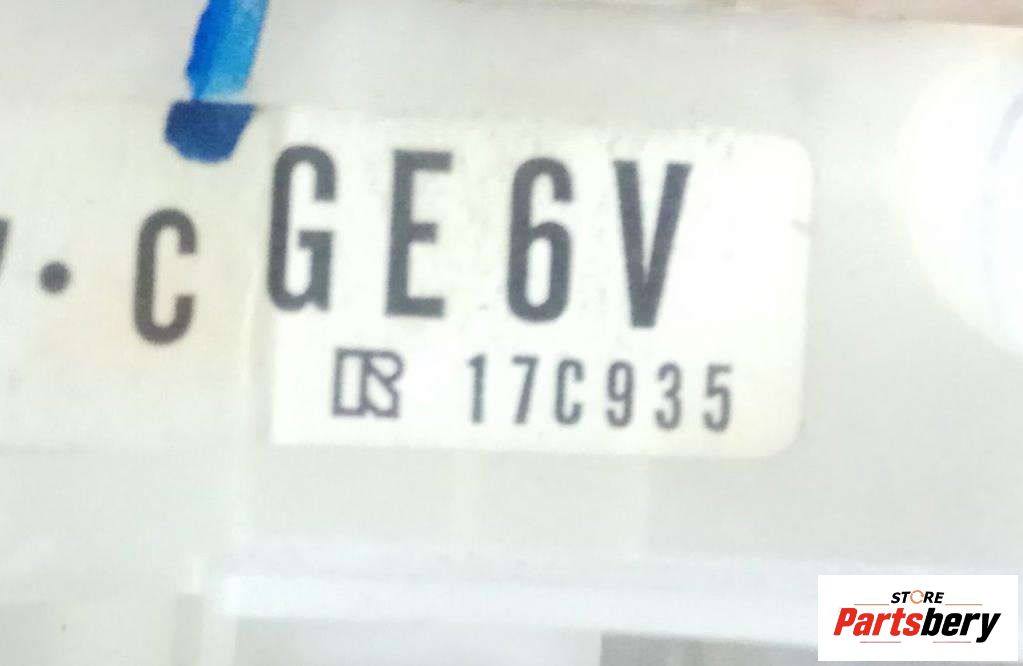 · C
GE6V
17C935
STORE
Partsbery